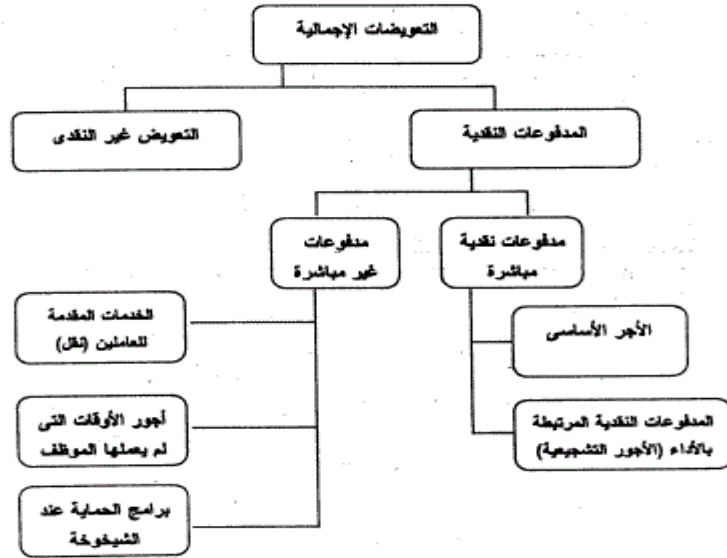 التعويضات الإجمالية
المدفوعات النقدية
التعويض غير النقدى
مدفوعات نقدية
مباشرة
مدفوعات
غير مباشرة
الأجر الأساسى
المدفوعات النقدية المرتبطة
بالأداء (الأجور التشجيعية)
الخدمات المقدمة
للعاملين (نقل)
أجور الأوقات التى
لم يعملها الموظف
برامج الحماية عند
الشيخوخة